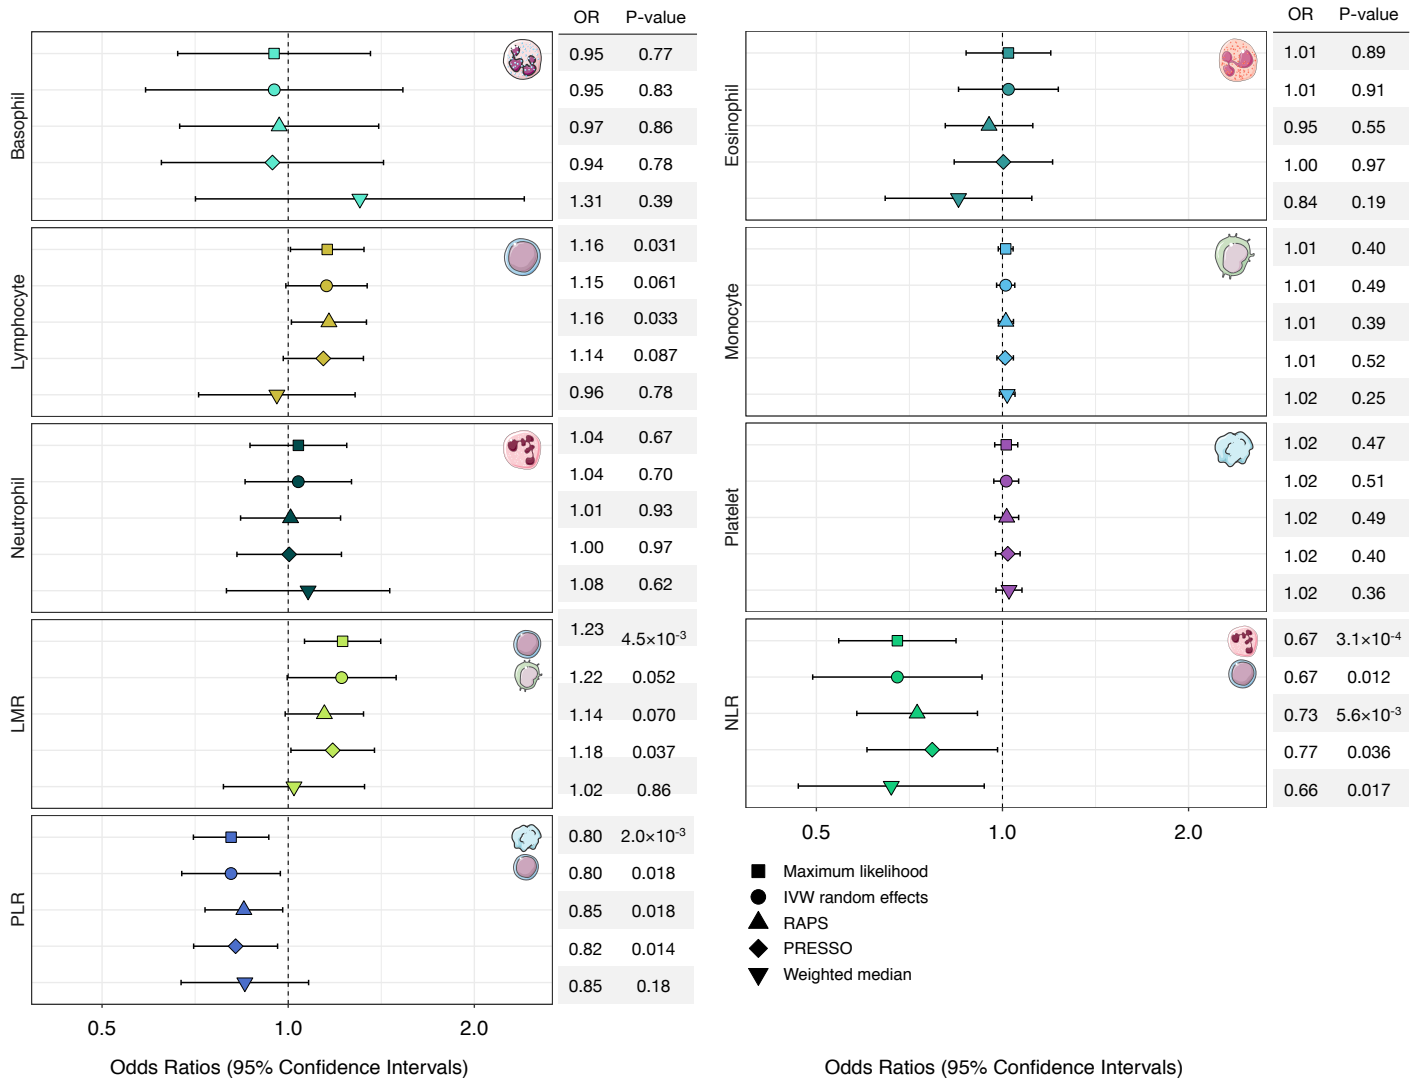 OR P-value
Basophil
0.95 0.77
0.95 0.83
0.97 0.86
0.94 0.78
1.31 0.39
Lymphocyte
1.16 0.031
1.15 0.061
1.16 0.033
1.14 0.087
0.96 0.78
Neutrophil
1.04 0.67
1.04 0.70
1.01 0.93
1.00 0.97
1.08 0.62
LMR
1.23 4.5×10⁻³
1.22 0.052
1.14 0.070
1.18 0.037
1.02 0.86
PLR
0.80 2.0×10⁻³
0.80 0.018
0.85 0.018
0.82 0.014
0.85 0.18
0.5 1.0 2.0
Odds Ratios (95% Confidence Intervals)
OR P-value
Eosinophil
1.01 0.89
1.01 0.91
0.95 0.55
1.00 0.97
0.84 0.19
Monocyte
1.01 0.40
1.01 0.49
1.01 0.39
1.01 0.52
1.02 0.25
Platelet
1.02 0.47
1.02 0.51
1.02 0.49
1.02 0.40
1.02 0.36
NLR
0.67 3.1×10⁻⁴
0.67 0.012
0.73 5.6×10⁻³
0.77 0.036
0.66 0.017
0.5 1.0 2.0
Maximum likelihood
IVW random effects
RAPS
PRESSO
Weighted median
Odds Ratios (95% Confidence Intervals)